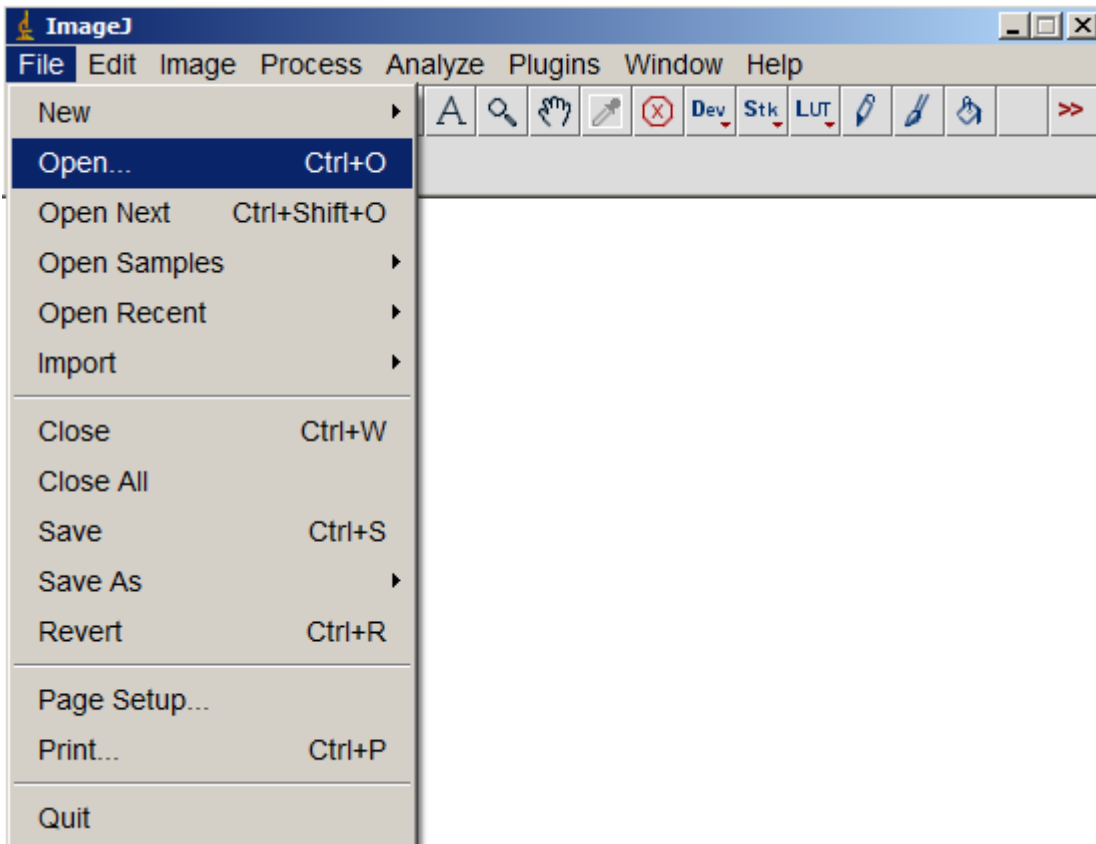 ImageJ
File Edit Image Process Analyze Plugins Window Help
A Dev Stk LUT >>
New
Open... Ctrl+O
Open Next Ctrl+Shift+O
Open Samples
Open Recent
Import
Close Ctrl+W
Close All
Save Ctrl+S
Save As
Revert Ctrl+R
Page Setup...
Print... Ctrl+P
Quit